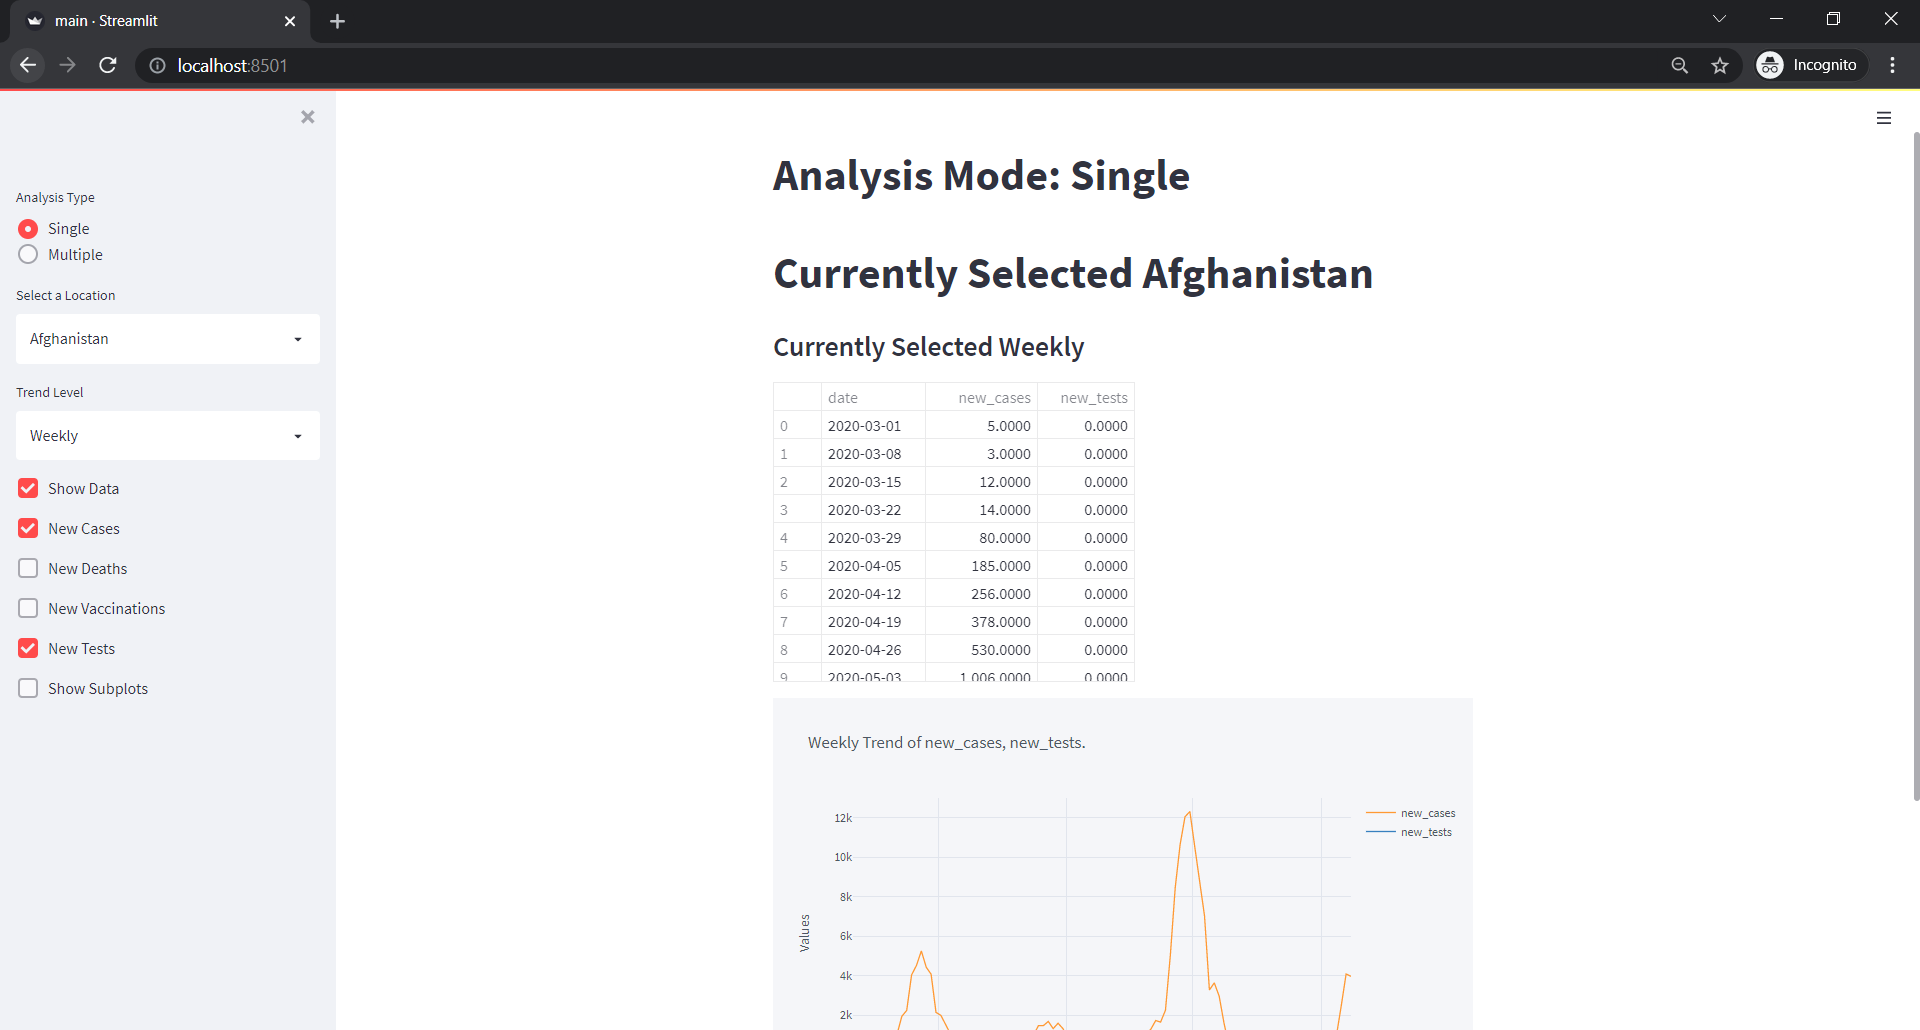 main · Streamlit
localhost:8501
Incognito
Analysis Type
Single
Multiple
Select a Location
Afghanistan
Trend Level
Weekly
Show Data
New Cases
New Deaths
New Vaccinations
New Tests
Show Subplots
Analysis Mode: Single
Currently Selected Afghanistan
Currently Selected Weekly
date new_cases new_tests
0 2020-03-01 5.0000 0.0000
1 2020-03-08 3.0000 0.0000
2 2020-03-15 12.0000 0.0000
3 2020-03-22 14.0000 0.0000
4 2020-03-29 80.0000 0.0000
5 2020-04-05 185.0000 0.0000
6 2020-04-12 256.0000 0.0000
7 2020-04-19 378.0000 0.0000
8 2020-04-26 530.0000 0.0000
9 2020-05-03 1,006.0000 0.0000
Weekly Trend of new_cases, new_tests.
new_cases
new_tests
12k
10k
8k
6k
4k
2k
Values